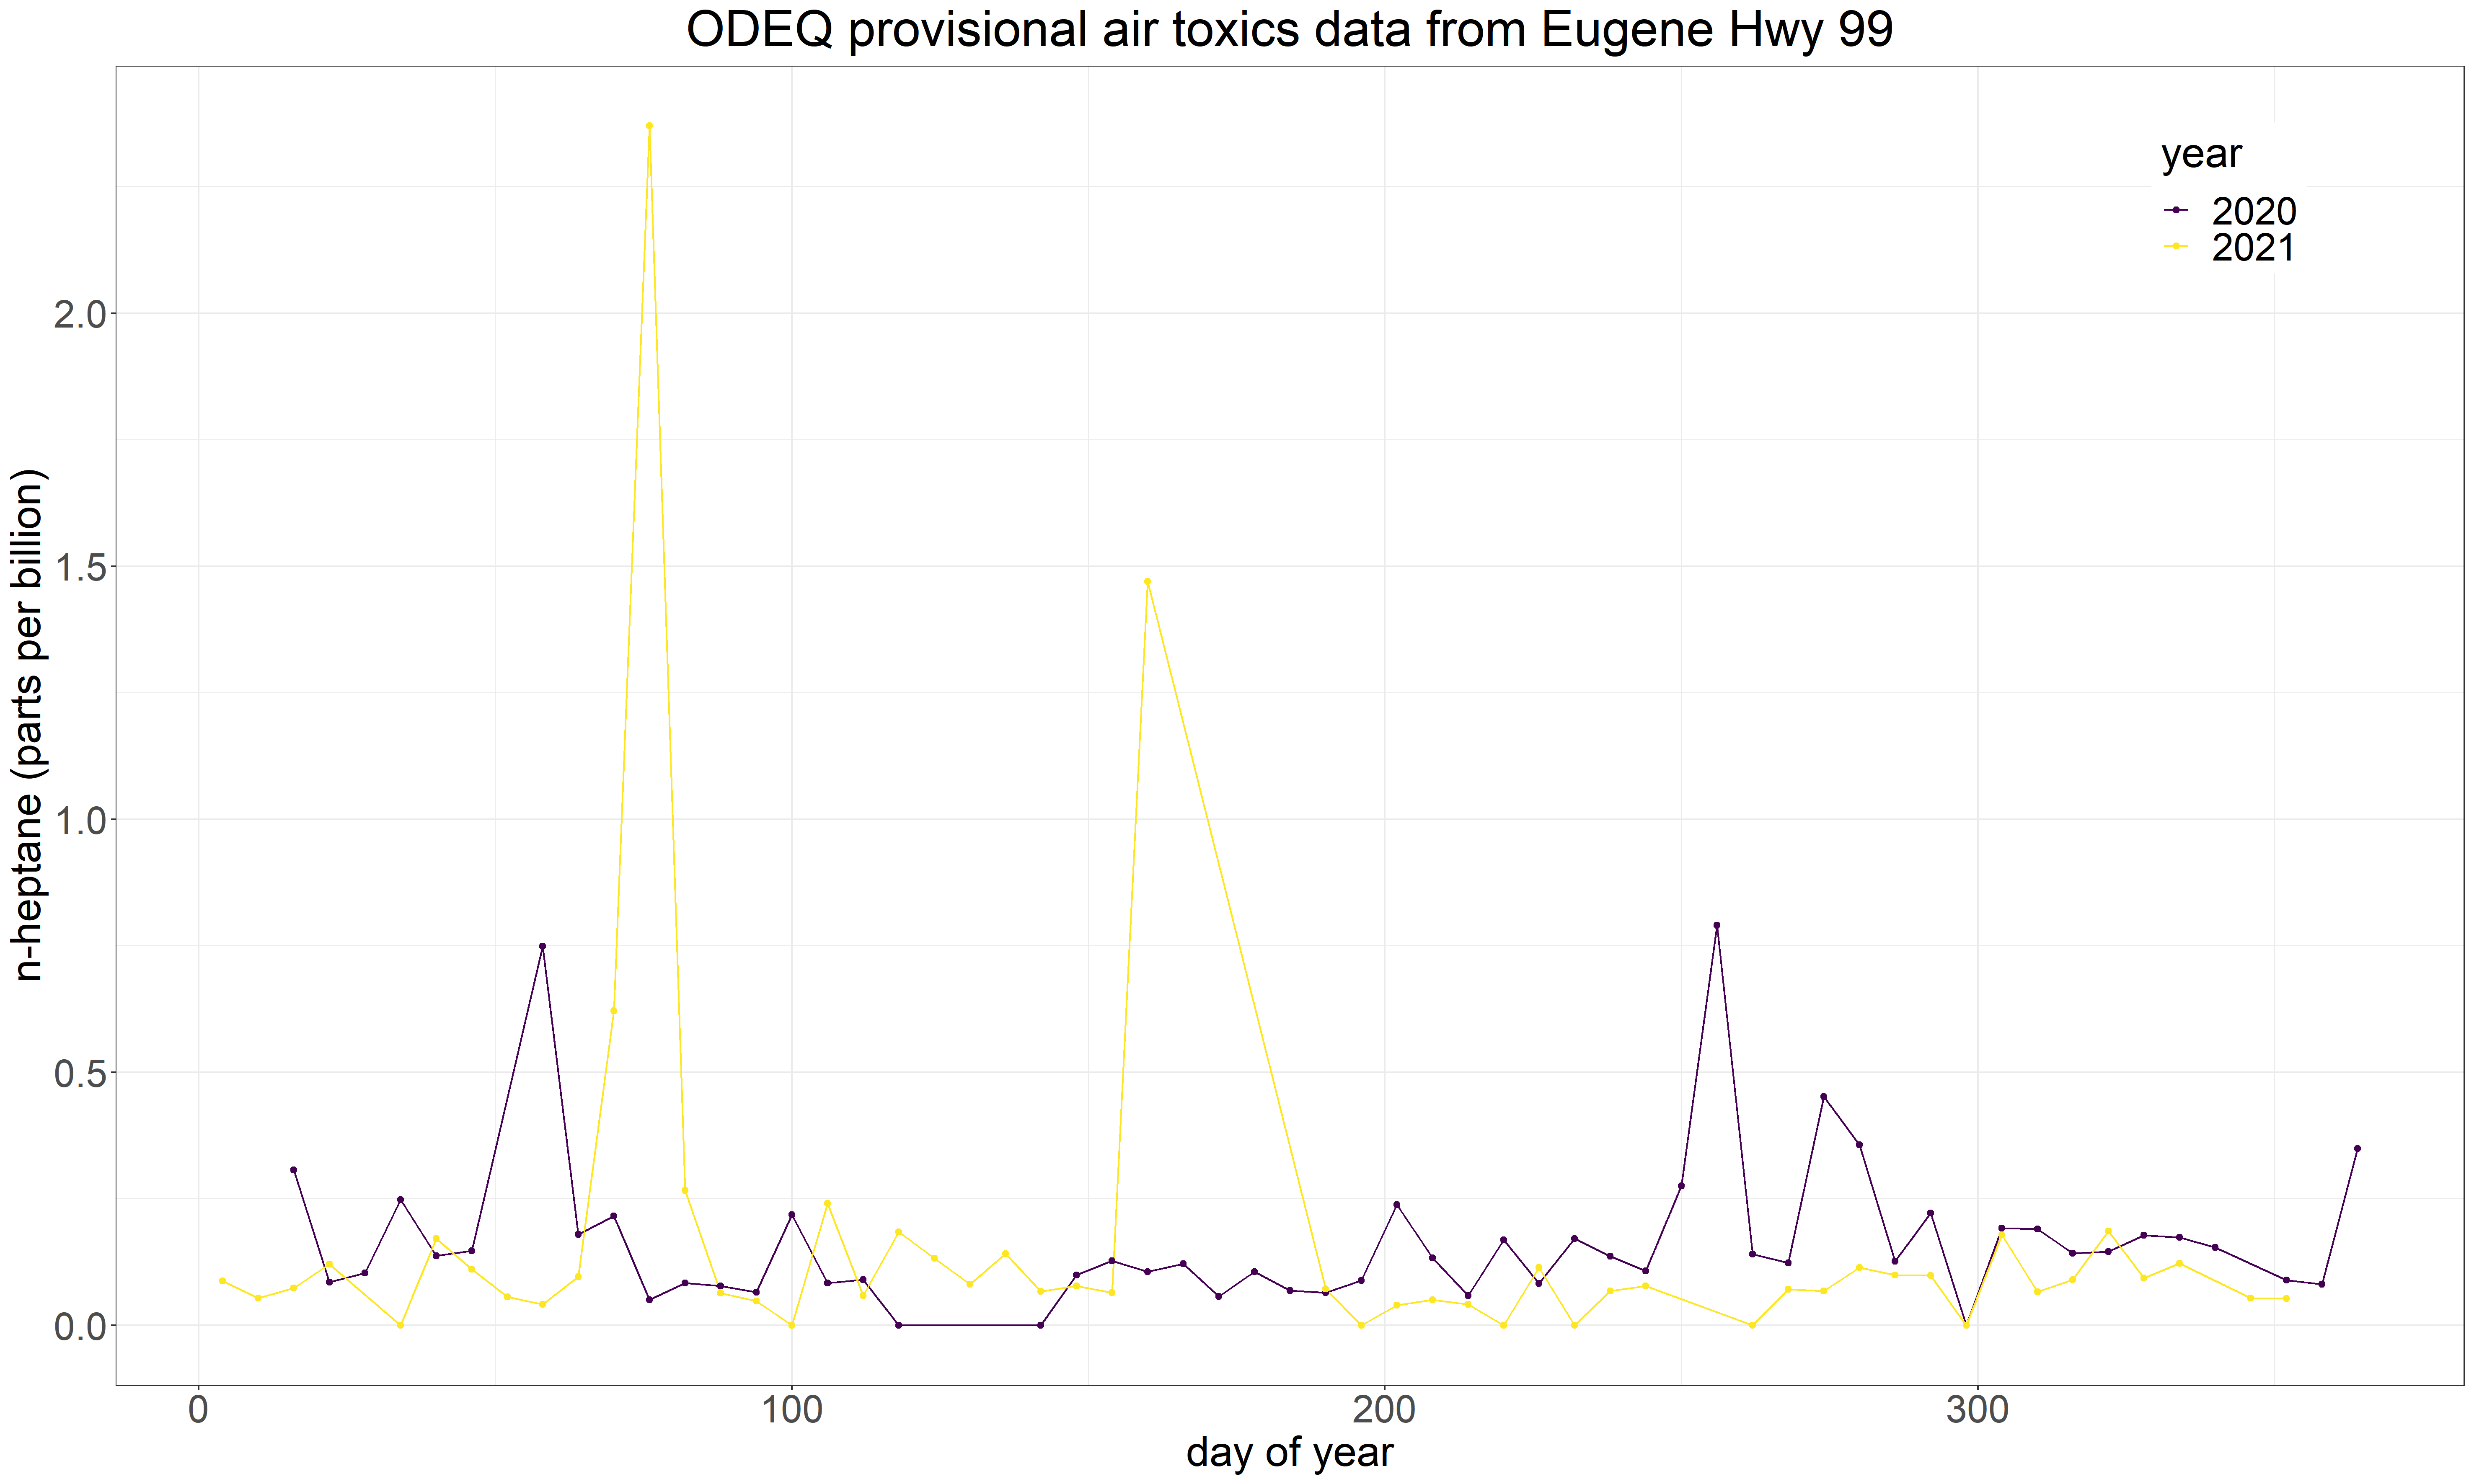 ODEQ provisional air toxics data from Eugene Hwy 99
year
2020
2021
n-heptane (parts per billion)
2.0
1.5
1.0
0.5
0.0
0 100 200 300
day of year